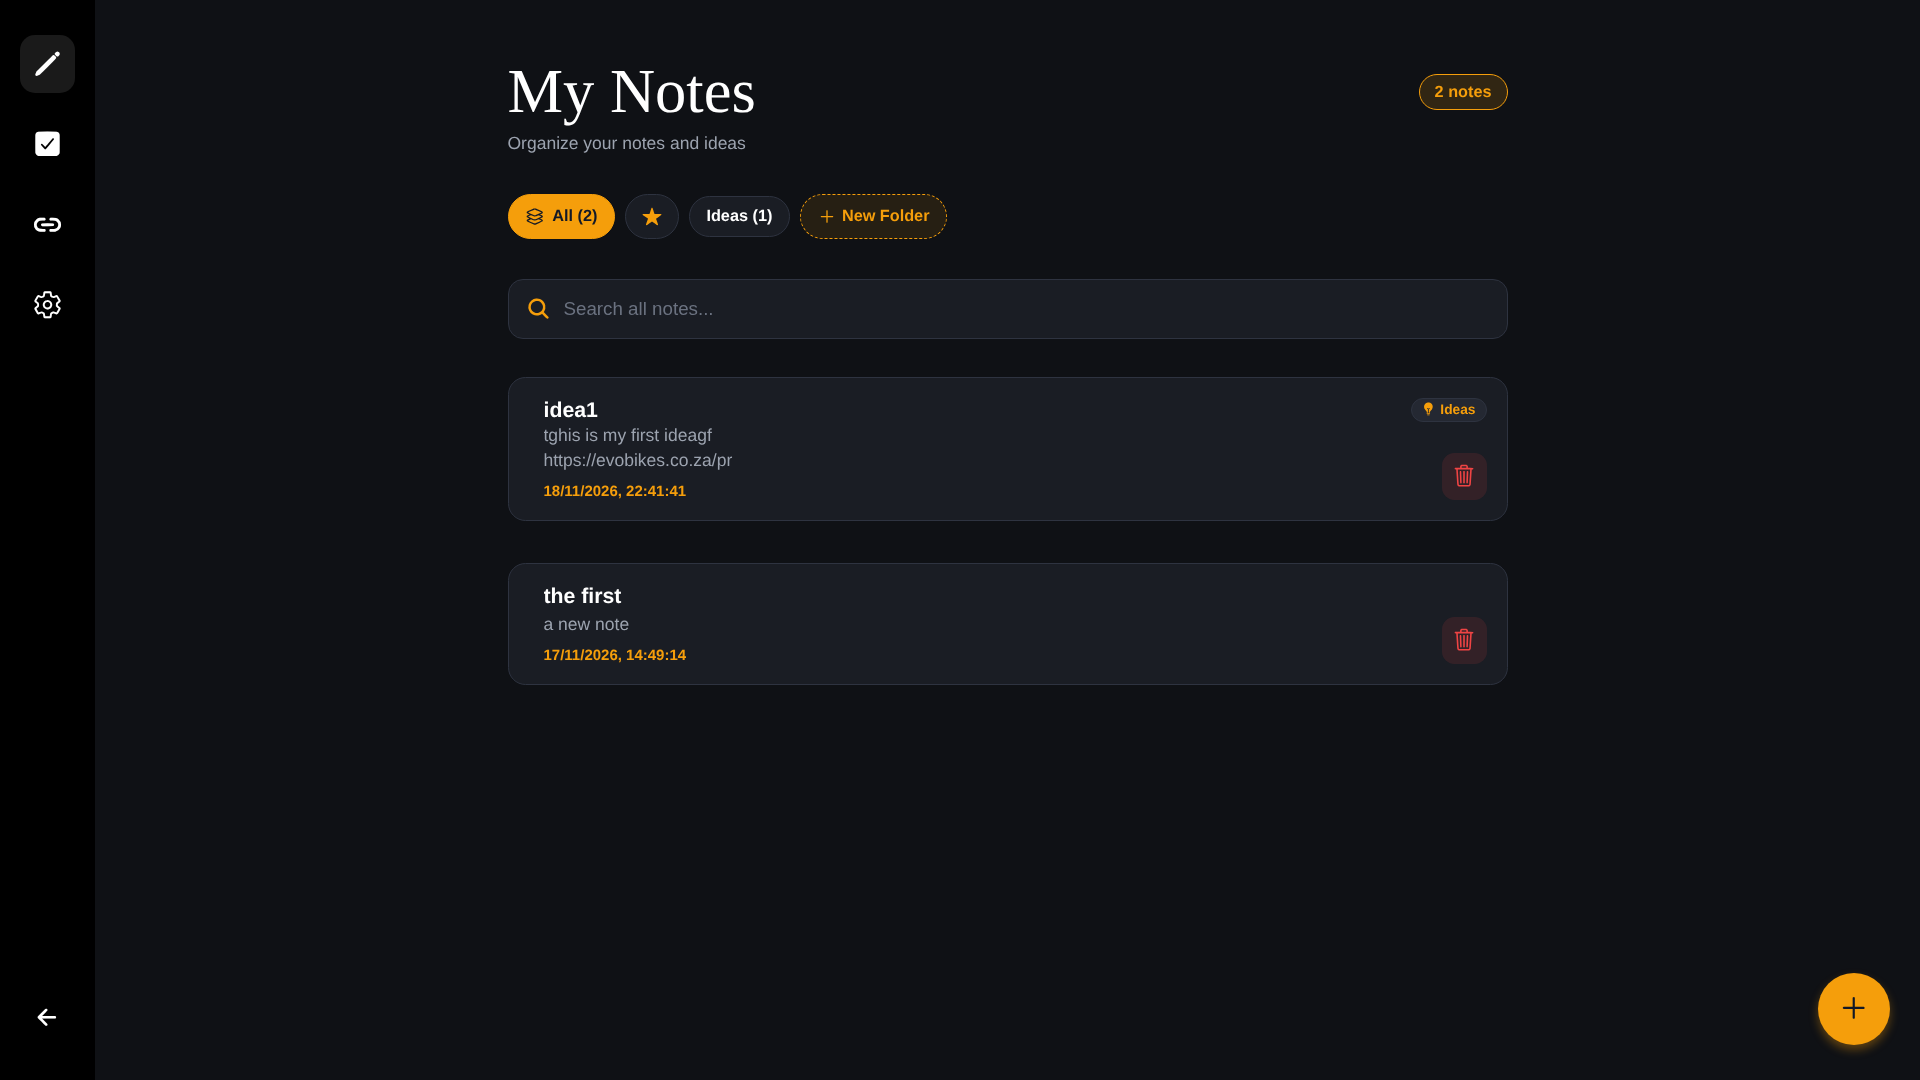 My Notes
2 notes
Organize your notes and ideas
All (2)
Ideas (1)
New Folder
Search all notes...
idea1
Ideas
tghis is my first ideagf
https://evobikes.co.za/pr
18/11/2026, 22:41:41
the first
a new note
17/11/2026, 14:49:14